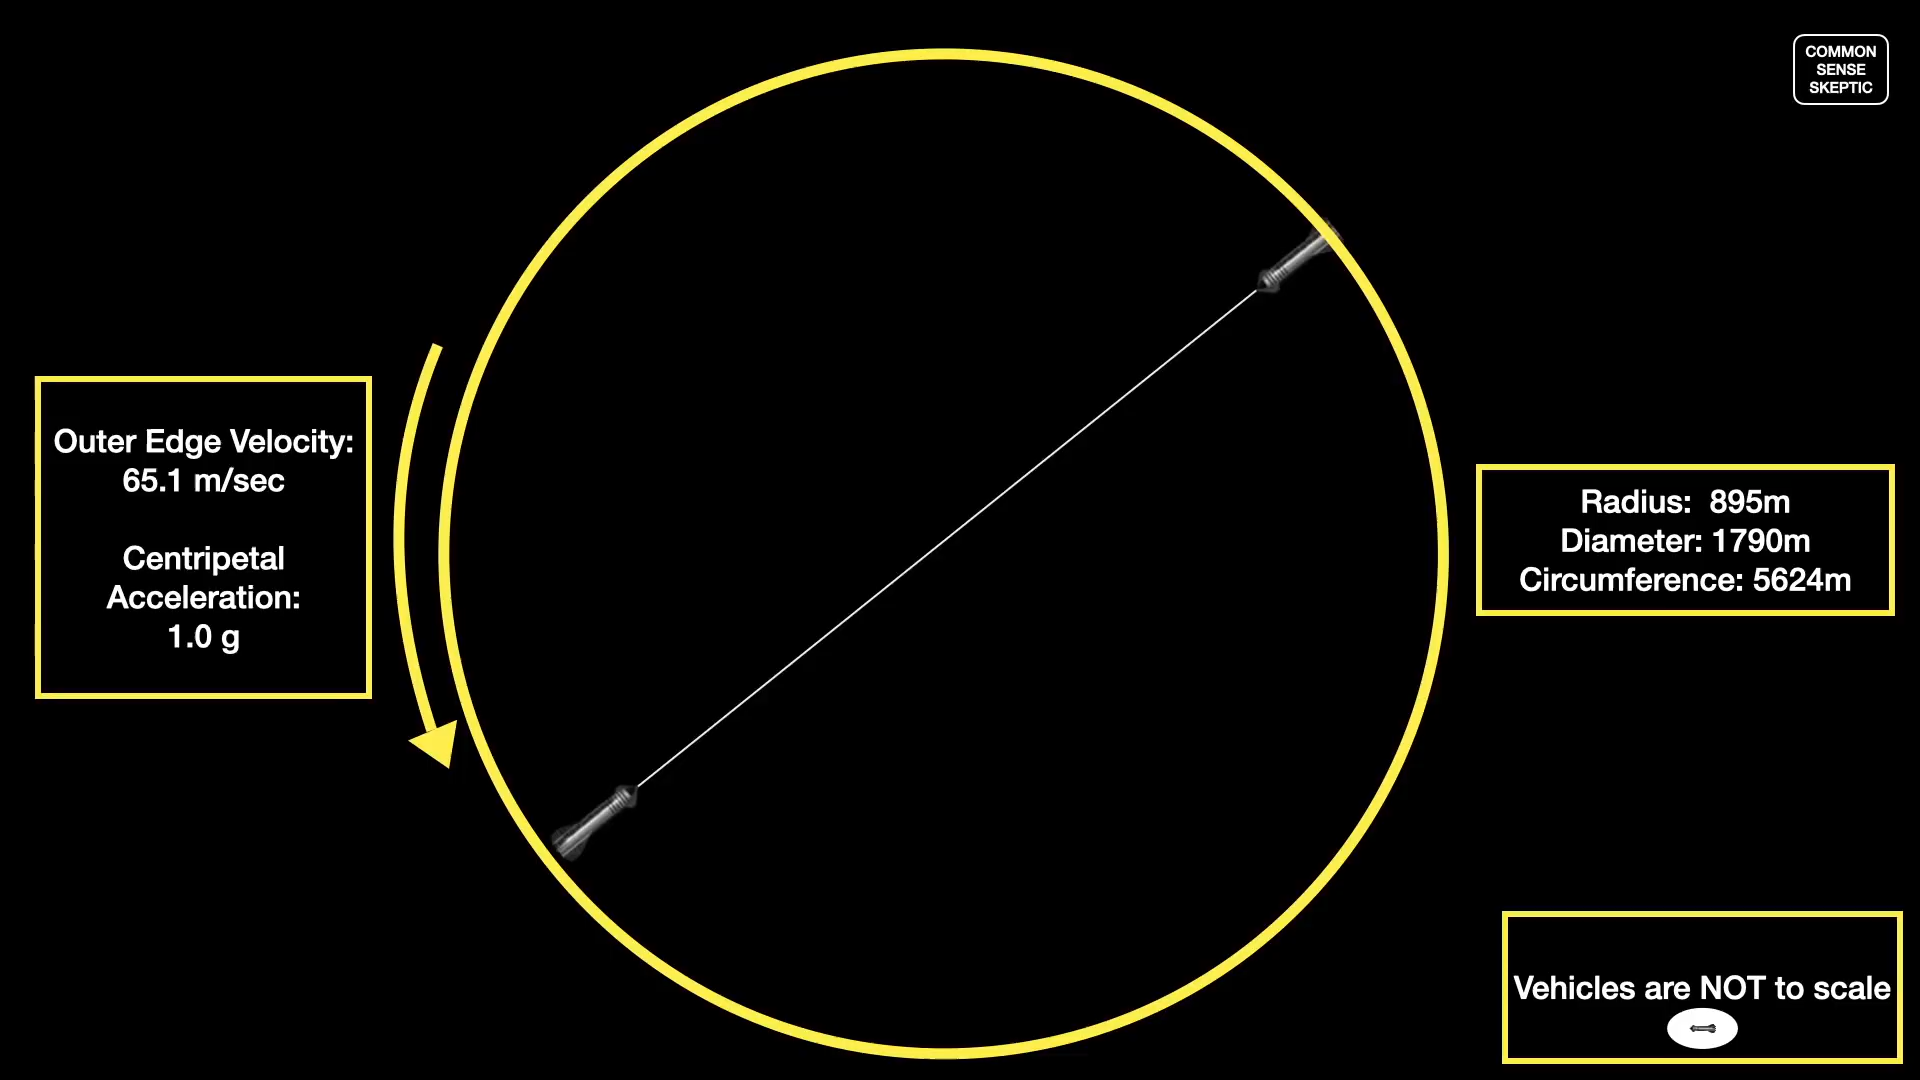 COMMON
SENSE
SKEPTIC
Outer Edge Velocity:
65.1 m/sec
Centripetal
Acceleration:
1.0 g
Radius: 895m
Diameter: 1790m
Circumference: 5624m
Vehicles are NOT to scale